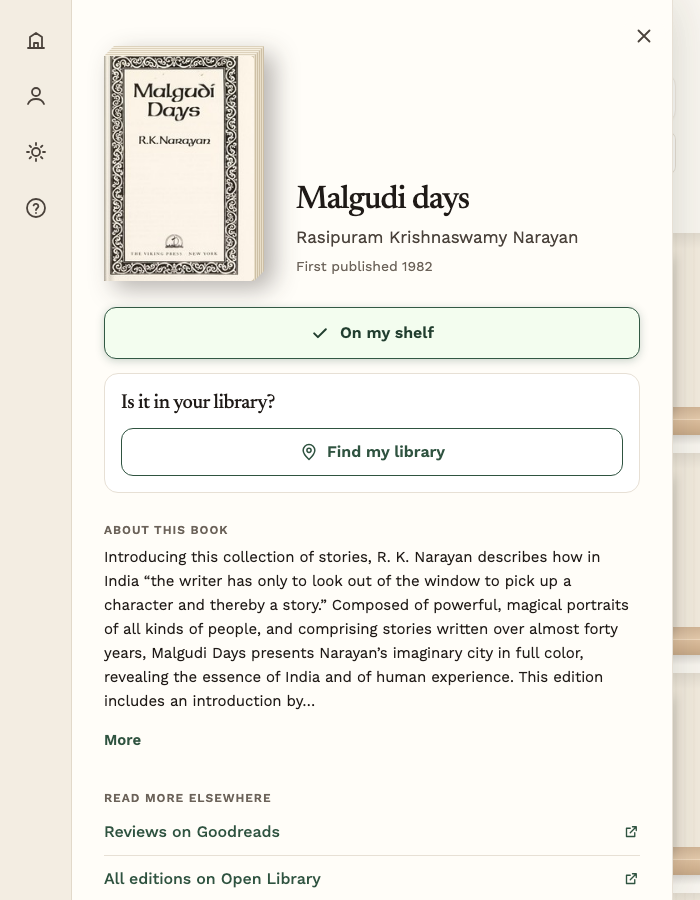 Malgudi
Days
R.K.Narayan
THE VIKING PRESS NEW YORK
Malgudi days
Rasipuram Krishnaswamy Narayan
First published 1982
On my shelf
Is it in your library?
Find my library
ABOUT THIS BOOK
Introducing this collection of stories, R. K. Narayan describes how in
India “the writer has only to look out of the window to pick up a
character and thereby a story.” Composed of powerful, magical portraits
of all kinds of people, and comprising stories written over almost forty
years, Malgudi Days presents Narayan’s imaginary city in full color,
revealing the essence of India and of human experience. This edition
includes an introduction by…
More
READ MORE ELSEWHERE
Reviews on Goodreads
All editions on Open Library